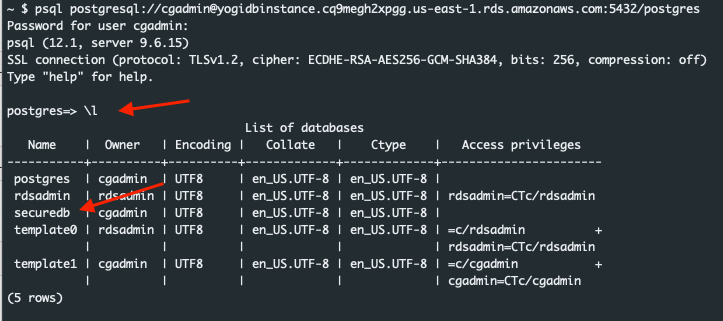 ~ $ psql postgresql://cgadmin@yogidbinstance.cq9megh2xpgg.us-east-1.rds.amazonaws.com:5432/postgres
Password for user cgadmin:
psql (12.1, server 9.6.15)
SSL connection (protocol: TLSv1.2, cipher: ECDHE-RSA-AES256-GCM-SHA384, bits: 256, compression: off)
Type "help" for help.
postgres=> \l
List of databases
Name | Owner | Encoding | Collate | Ctype | Access privileges
-----------+----------+----------+-------------+-------------+-----------------------
postgres | cgadmin | UTF8 | en_US.UTF-8 | en_US.UTF-8 |
rdsadmin | rdsadmin | UTF8 | en_US.UTF-8 | en_US.UTF-8 | rdsadmin=CTc/rdsadmin
securedb | cgadmin | UTF8 | en_US.UTF-8 | en_US.UTF-8 |
template0 | rdsadmin | UTF8 | en_US.UTF-8 | en_US.UTF-8 | =c/rdsadmin +
| | | | | rdsadmin=CTc/rdsadmin
template1 | cgadmin | UTF8 | en_US.UTF-8 | en_US.UTF-8 | =c/cgadmin +
| | | | | cgadmin=CTc/cgadmin
(5 rows)